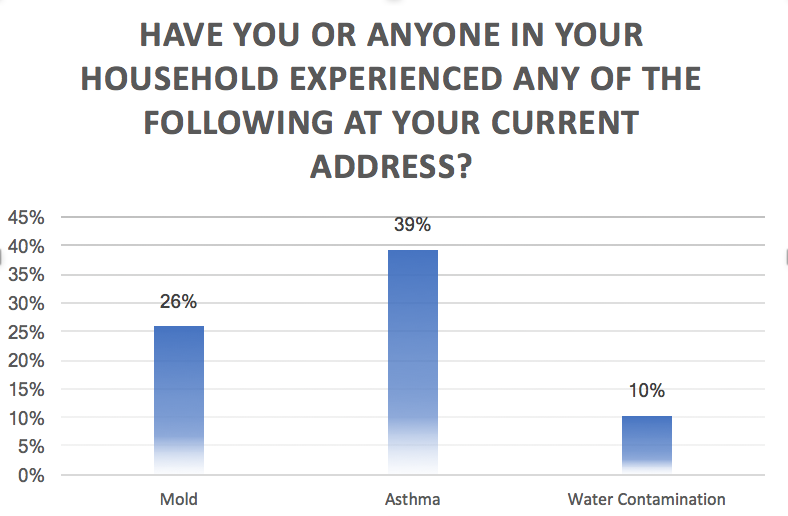 HAVE YOU OR ANYONE IN YOUR
HOUSEHOLD EXPERIENCED ANY OF THE
FOLLOWING AT YOUR CURRENT
ADDRESS?
45%
39%
40%
35%
30%
26%
25%
20%
15%
10%
10%
5%
0%
Mold Asthma Water Contamination